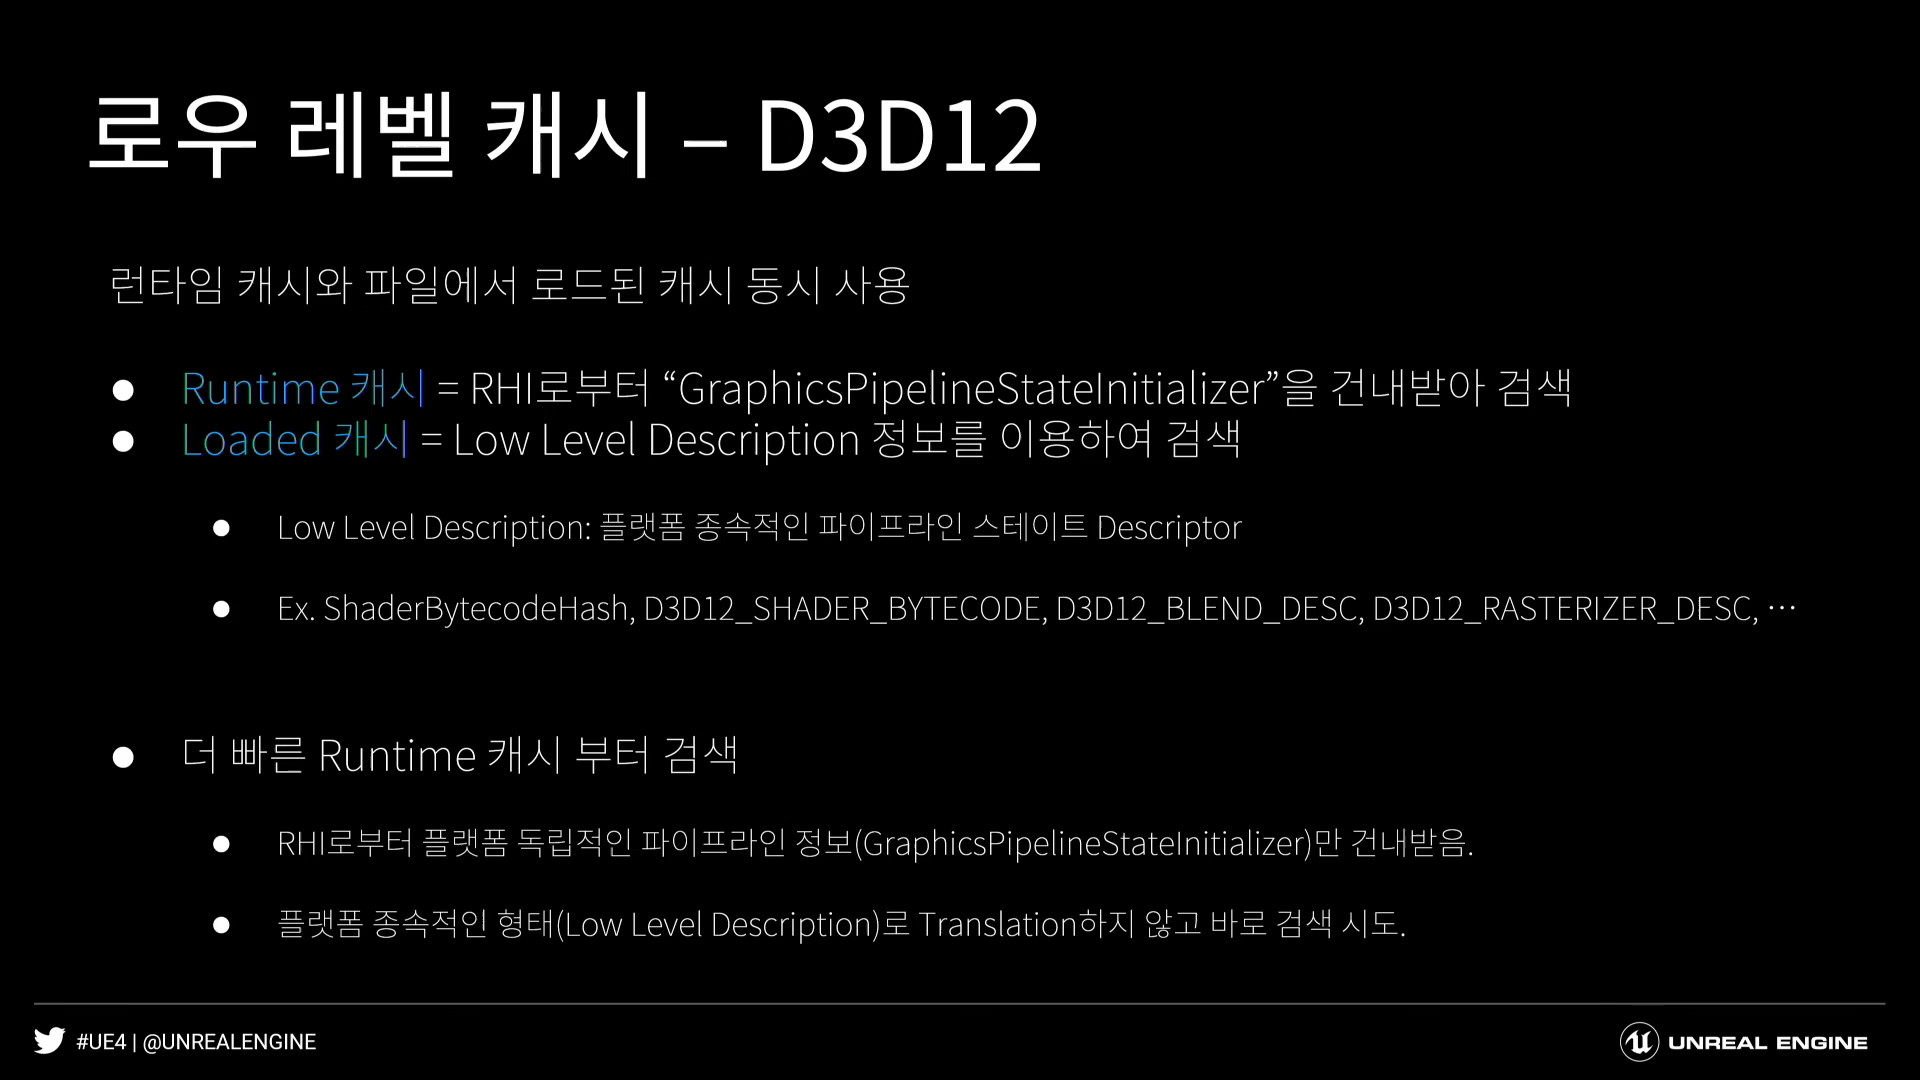 로우 레벨 캐시 – D3D12
런타임 캐시와 파일에서 로드된 캐시 동시 사용
● Runtime 캐시 = RHI로부터 “GraphicsPipelineStateInitializer”을 건내받아 검색
● Loaded 캐시 = Low Level Description 정보를 이용하여 검색
● Low Level Description: 플랫폼 종속적인 파이프라인 스테이트 Descriptor
● Ex. ShaderBytecodeHash, D3D12_SHADER_BYTECODE, D3D12_BLEND_DESC, D3D12_RASTERIZER_DESC, …
● 더 빠른 Runtime 캐시 부터 검색
● RHI로부터 플랫폼 독립적인 파이프라인 정보(GraphicsPipelineStateInitializer)만 건내받음.
● 플랫폼 종속적인 형태(Low Level Description)로 Translation하지 않고 바로 검색 시도.
#UE4 | @UNREALENGINE
UNREAL ENGINE